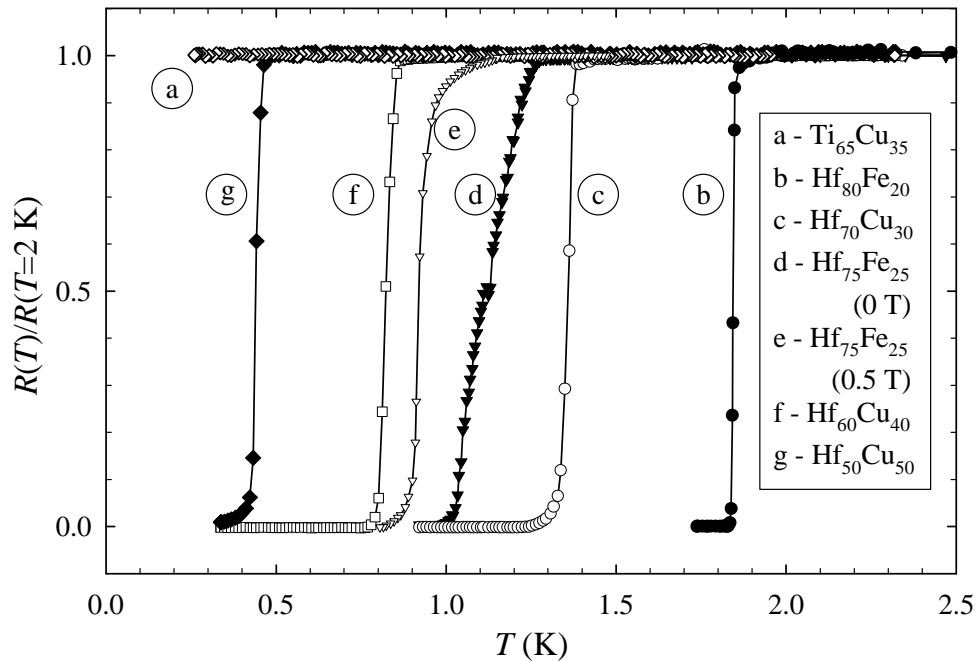 R(T)/R(T=2 K)
1.0
0.5
0.0
a
g
f
e
d
c
b
a - Ti₆₅Cu₃₅
b - Hf₈₀Fe₂₀
c - Hf₇₀Cu₃₀
d - Hf₇₅Fe₂₅
(0 T)
e - Hf₇₅Fe₂₅
(0.5 T)
f - Hf₆₀Cu₄₀
g - Hf₅₀Cu₅₀
0.0 0.5 1.0 1.5 2.0 2.5
T (K)